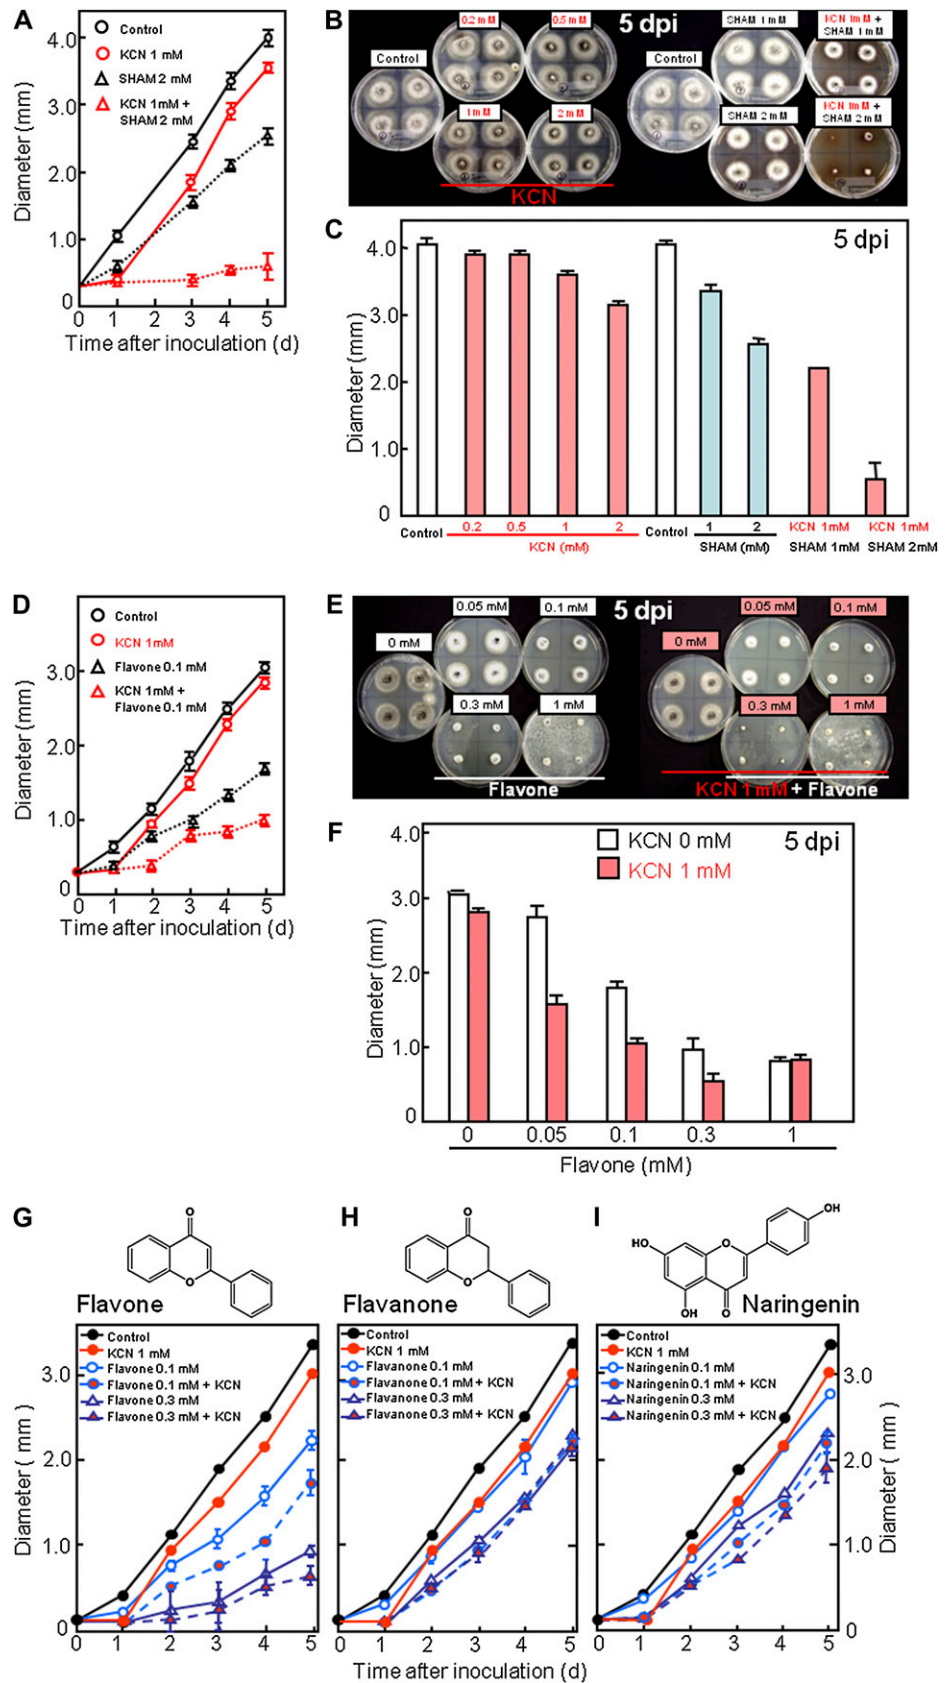 A
4.0
3.0
2.0
1.0
0
Diameter (mm)
Control
KCN 1 mM
SHAM 2 mM
KCN 1mM +
SHAM 2 mM
0 1 2 3 4 5
Time after inoculation (d)
B
5 dpi
Control
0.2 mM
0.5 mM
1 mM
2 mM
KCN
Control
SHAM 1 mM
KCN 1mM +
SHAM 1 mM
SHAM 2 mM
KCN 1mM +
SHAM 2 mM
C
5 dpi
4.0
3.0
2.0
1.0
0
Diameter (mm)
Control
0.2 0.5 1 2
KCN (mM)
Control
1 2
SHAM (mM)
KCN 1mM
SHAM 1mM
KCN 1mM
SHAM 2mM
D
3.0
2.0
1.0
0
Diameter (mm)
Control
KCN 1mM
Flavone 0.1 mM
KCN 1mM +
Flavone 0.1 mM
0 1 2 3 4 5
Time after inoculation (d)
E
5 dpi
0 mM
0.05 mM
0.1 mM
0.3 mM
1 mM
Flavone
0 mM
0.05 mM
0.1 mM
0.3 mM
1 mM
KCN 1 mM + Flavone
F
4.0
3.0
2.0
1.0
0
Diameter (mm)
KCN 0 mM
KCN 1 mM
5 dpi
0 0.05 0.1 0.3 1
Flavone (mM)
G
O
O
Flavone
3.0
2.0
1.0
0
Diameter ( mm )
Control
KCN 1 mM
Flavone 0.1 mM
Flavone 0.1 mM + KCN
Flavone 0.3 mM
Flavone 0.3 mM + KCN
0 1 2 3 4 5
H
O
O
Flavanone
Control
KCN 1 mM
Flavanone 0.1 mM
Flavanone 0.1 mM + KCN
Flavanone 0.3 mM
Flavanone 0.3 mM + KCN
0 1 2 3 4 5
Time after inoculation (d)
I
OH
HO
O
OH
O
Naringenin
Control
KCN 1 mM
Naringenin 0.1 mM
Naringenin 0.1 mM + KCN
Naringenin 0.3 mM
Naringenin 0.3 mM + KCN
3.0
2.0
1.0
0
Diameter ( mm )
0 1 2 3 4 5